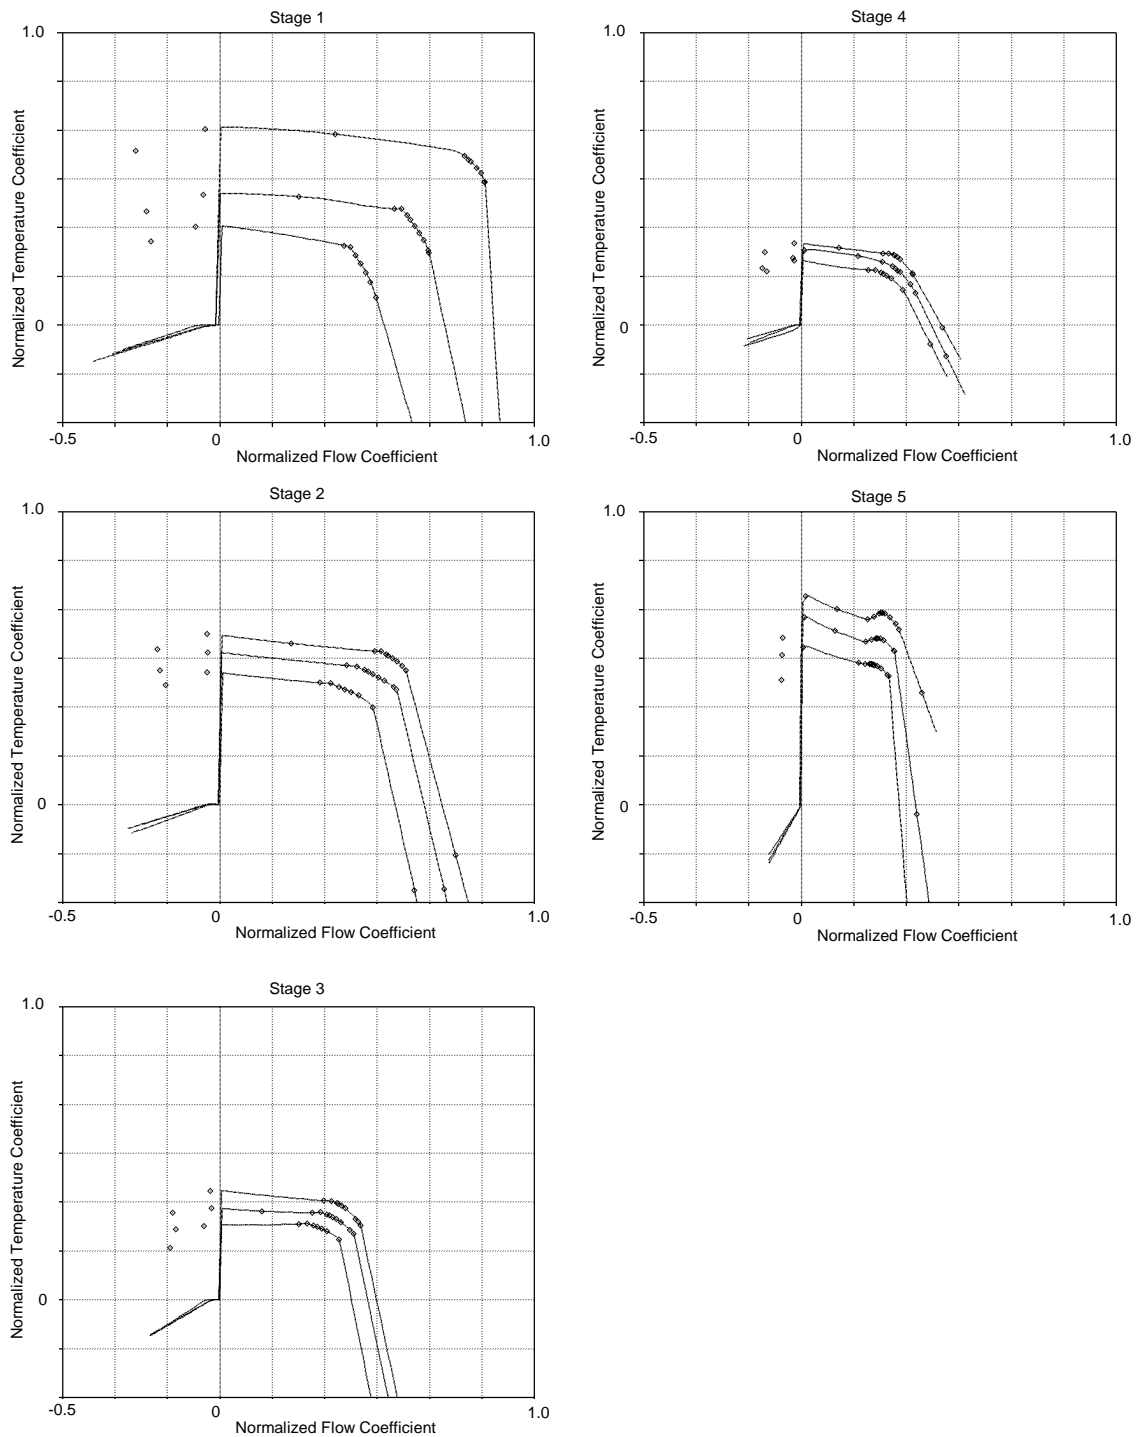 Stage 1
1.0
Normalized Temperature Coefficient
0
-0.5
0
1.0
Normalized Flow Coefficient
Stage 4
1.0
Normalized Temperature Coefficient
0
-0.5
0
1.0
Normalized Flow Coefficient
Stage 2
1.0
Normalized Temperature Coefficient
0
-0.5
0
1.0
Normalized Flow Coefficient
Stage 5
1.0
Normalized Temperature Coefficient
0
-0.5
0
1.0
Normalized Flow Coefficient
Stage 3
1.0
Normalized Temperature Coefficient
0
-0.5
0
1.0
Normalized Flow Coefficient